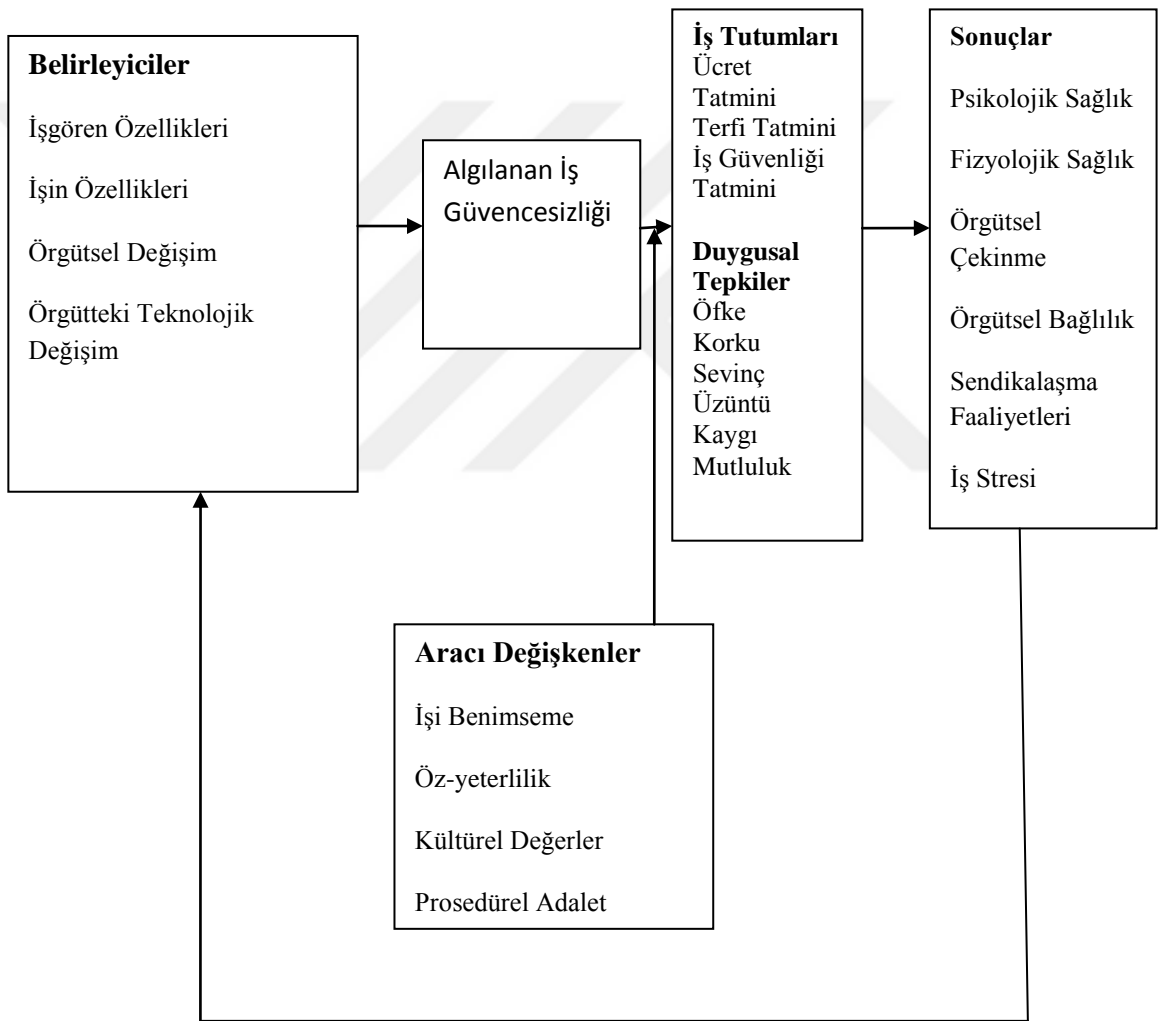 Belirleyiciler
İşgören Özellikleri
İşin Özellikleri
Örgütsel Değişim
Örgütteki Teknolojik
Değişim
Algılanan İş
Güvencesizliği
İş Tutumları
Ücret
Tatmini
Terfi Tatmini
İş Güvenliği
Tatmini
Duygusal
Tepkiler
Öfke
Korku
Sevinç
Üzüntü
Kaygı
Mutluluk
Sonuçlar
Psikolojik Sağlık
Fizyolojik Sağlık
Örgütsel
Çekinme
Örgütsel Bağlılık
Sendikalaşma
Faaliyetleri
İş Stresi
Aracı Değişkenler
İşi Benimseme
Öz-yeterlilik
Kültürel Değerler
Prosedürel Adalet